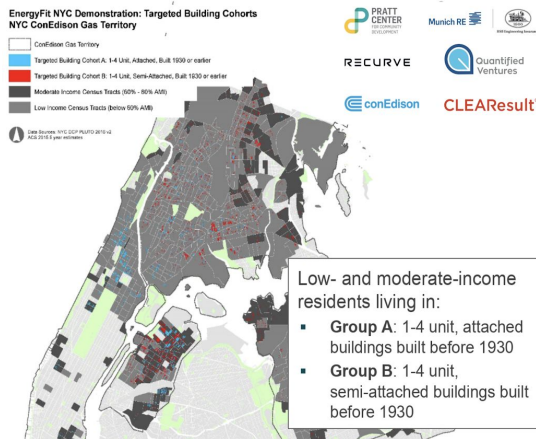 EnergyFit NYC Demonstration: Targeted Building Cohorts
NYC ConEdison Gas Territory
ConEdison Gas Territory
Targeted Building Cohort A: 1-4 Unit, Attached, Built 1930 or earlier
Targeted Building Cohort B: 1-4 Unit, Semi-Attached, Built 1930 or earlier
Moderate Income Census Tracts (60% - 80% AMI)
Low Income Census Tracts (below 60% AMI)
Data Sources: NYC DCP PLUTO 2018 v2
ACS 2016 5 year estimates
PRATT
CENTER
FOR COMMUNITY
DEVELOPMENT
Munich RE
RECURVE
Quantified
Ventures
conEdison
CLEAResult
Low- and moderate-income
residents living in:
▪ Group A: 1-4 unit, attached
buildings built before 1930
▪ Group B: 1-4 unit,
semi-attached buildings built
before 1930